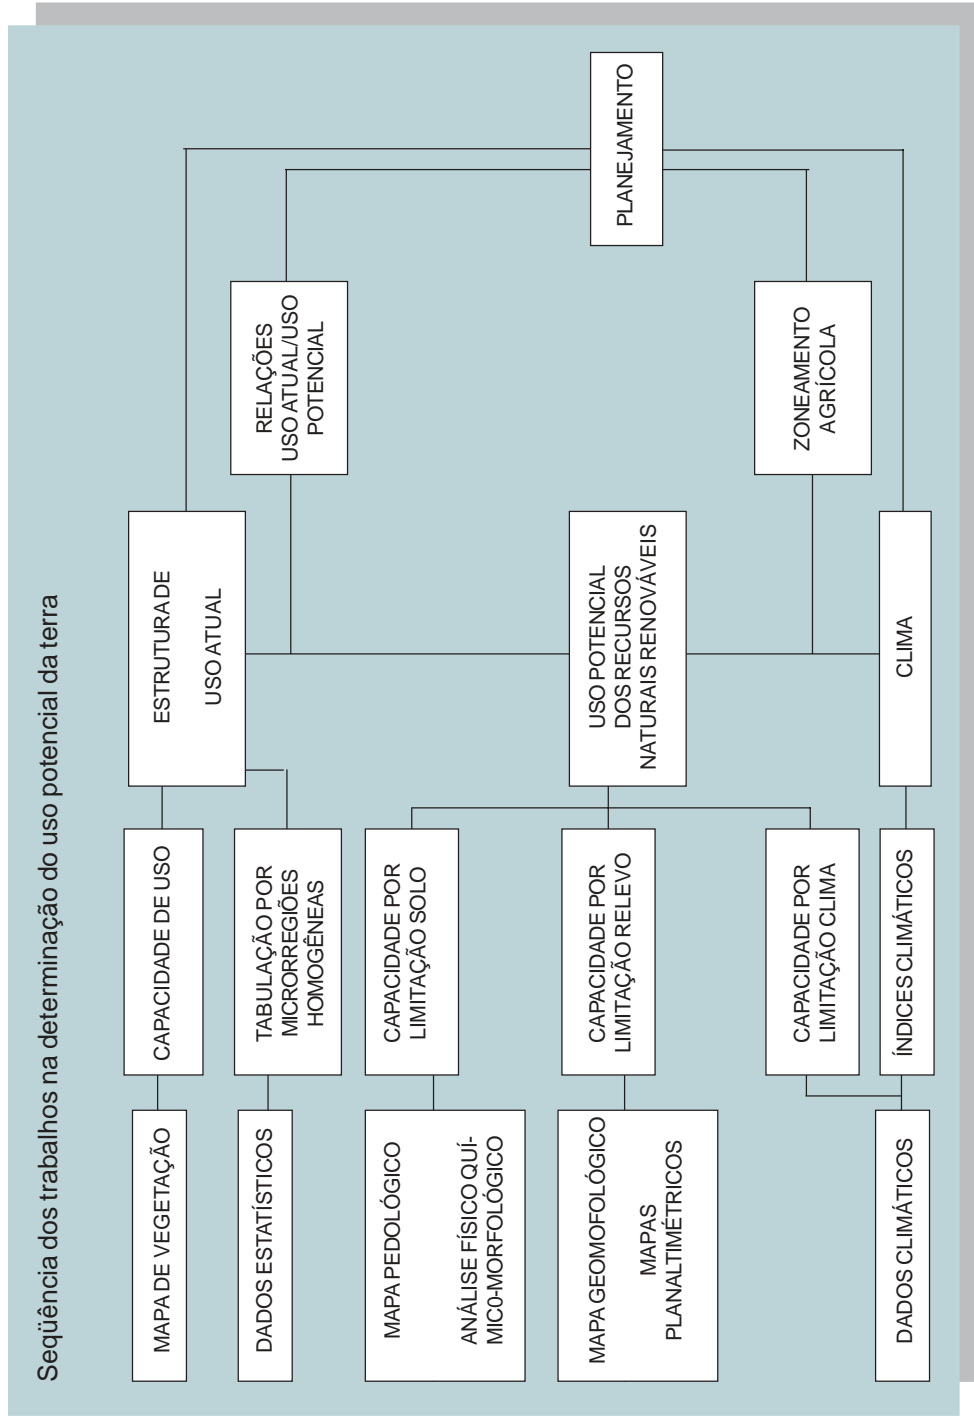 Seqüência dos trabalhos na determinação do uso potencial da terra
MAPA DE VEGETAÇÃO
CAPACIDADE DE USO
ESTRUTURA DE
USO ATUAL
DADOS ESTATÍSTICOS
TABULAÇÃO POR
MICRORREGIÕES
HOMOGÊNEAS
RELAÇÕES
USO ATUAL/USO
POTENCIAL
MAPA PEDOLÓGICO
ANÁLISE FÍSICO QUÍ-
MIC0-MORFOLÓGICO
CAPACIDADE POR
LIMITAÇÃO SOLO
MAPA GEOMOFOLÓGICO
MAPAS
PLANALTIMÉTRICOS
CAPACIDADE POR
LIMITAÇÃO RELEVO
USO POTENCIAL
DOS RECURSOS
NATURAIS RENOVÁVEIS
PLANEJAMENTO
CAPACIDADE POR
LIMITAÇÃO CLIMA
ZONEAMENTO
AGRÍCOLA
DADOS CLIMÁTICOS
ÍNDICES CLIMÁTICOS
CLIMA